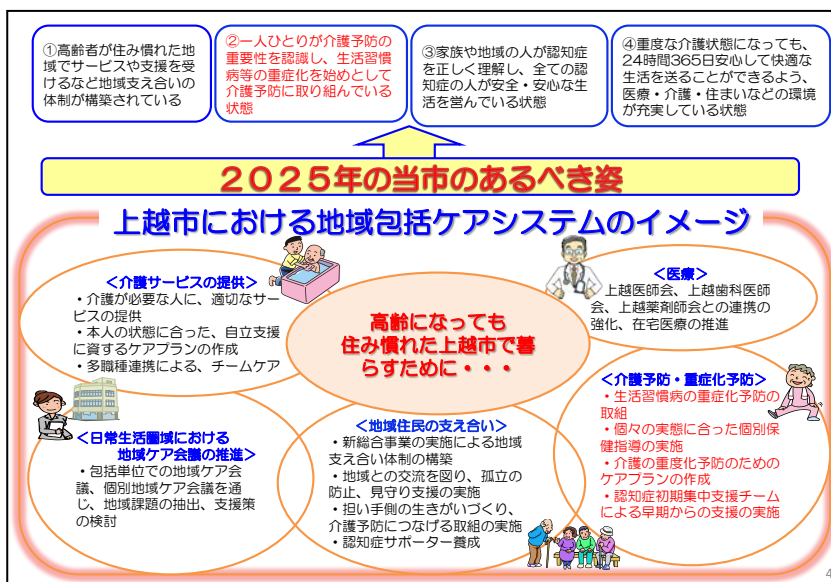 ①高齢者が住み慣れた地
域でサービスや支援を受
けるなど地域支え合いの
体制が構築されている
②一人ひとりが介護予防の
重要性を認識し、生活習慣
病等の重症化を始めとして
介護予防に取り組んでいる
状態
③家族や地域の人が認知症
を正しく理解し、全ての認
知症の人が安全・安心な生
活を営んでいる状態
④重度な介護状態になっても、
24時間365日安心して快適な
生活を送ることができるよう、
医療・介護・住まいなどの環境
が充実している状態
2025年の当市のあるべき姿
上越市における地域包括ケアシステムのイメージ
<介護サービスの提供>
・介護が必要な人に、適切なサー
ビスの提供
・本人の状態に合った、自立支援
に資するケアプランの作成
・多職種連携による、チームケア
高齢になっても
住み慣れた上越市で暮
らすために・・・
<医療>
・上越医師会、上越歯科医師
会、上越薬剤師会との連携の
強化、在宅医療の推進
<日常生活圏域における
地域ケア会議の推進>
・包括単位での地域ケア会
議、個別地域ケア会議を通
じ、地域課題の抽出、支援策
の検討
<地域住民の支え合い>
・新総合事業の実施による地域
支え合い体制の構築
・地域との交流を図り、孤立の
防止、見守り支援の実施
・担い手側の生きがいづくり、
介護予防につなげる取組の実施
・認知症サポーター養成
<介護予防・重症化予防>
・生活習慣病の重症化予防の
取組
・個々の実態に合った個別保
健指導の実施
・介護の重度化予防のための
ケアプランの作成
・認知症初期集中支援チーム
による早期からの支援の実施
4